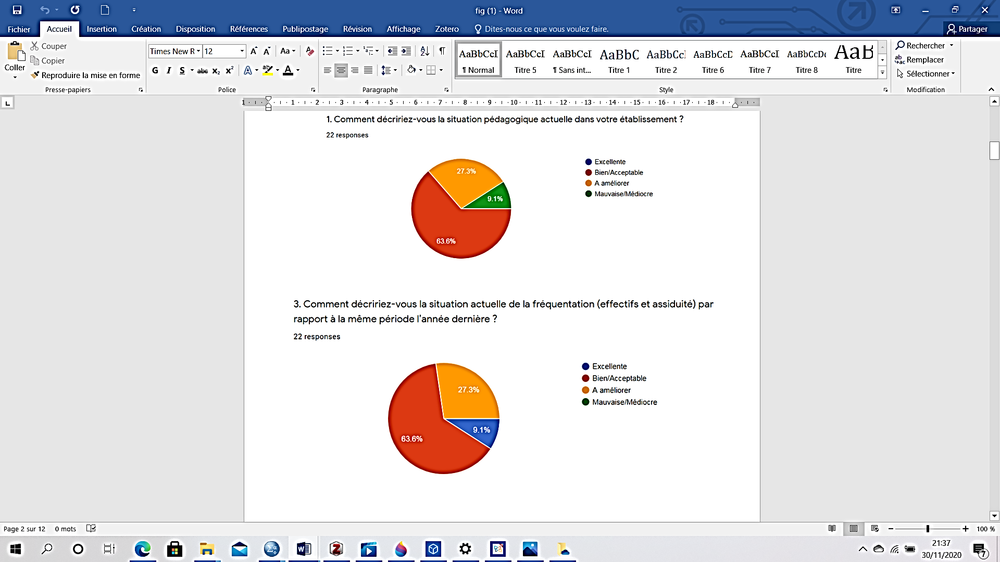 fig (1) - Word
Fichier Accueil Insertion Création Disposition Références Publipostage Révision Affichage Zotero Dites-nous ce que vous voulez faire. Partager
Coller
Couper
Copier
Reproduire la mise en forme
Presse-papiers
Times New R 12 Aa
G I S abc x₂ x² A ab A
Police
Paragraphe
AaBbCcI AaBbCcI AaBbCcI AaBbC AaBbCcI AaBbCcD AaBbCcI AaBbCcDc AaB
¶ Normal Titre 5 ¶ Sans int... Titre 1 Titre 2 Titre 6 Titre 7 Titre 8 Titre
Style
Rechercher
Remplacer
Sélectionner
Modification
1 1 2 3 4 5 6 7 8 9 10 11 12 13 14 15 16 17 18
1. Comment décririez-vous la situation pédagogique actuelle dans votre établissement ?
22 responses
27.3%
9.1%
63.6%
Excellente
Bien/Acceptable
A améliorer
Mauvaise/Médiocre
3. Comment décririez-vous la situation actuelle de la fréquentation (effectifs et assiduité) par
rapport à la même période l'année dernière ?
22 responses
27.3%
9.1%
63.6%
Excellente
Bien/Acceptable
A améliorer
Mauvaise/Médiocre
Page 2 sur 12 0 mots 100 %
21:37
30/11/2020
7